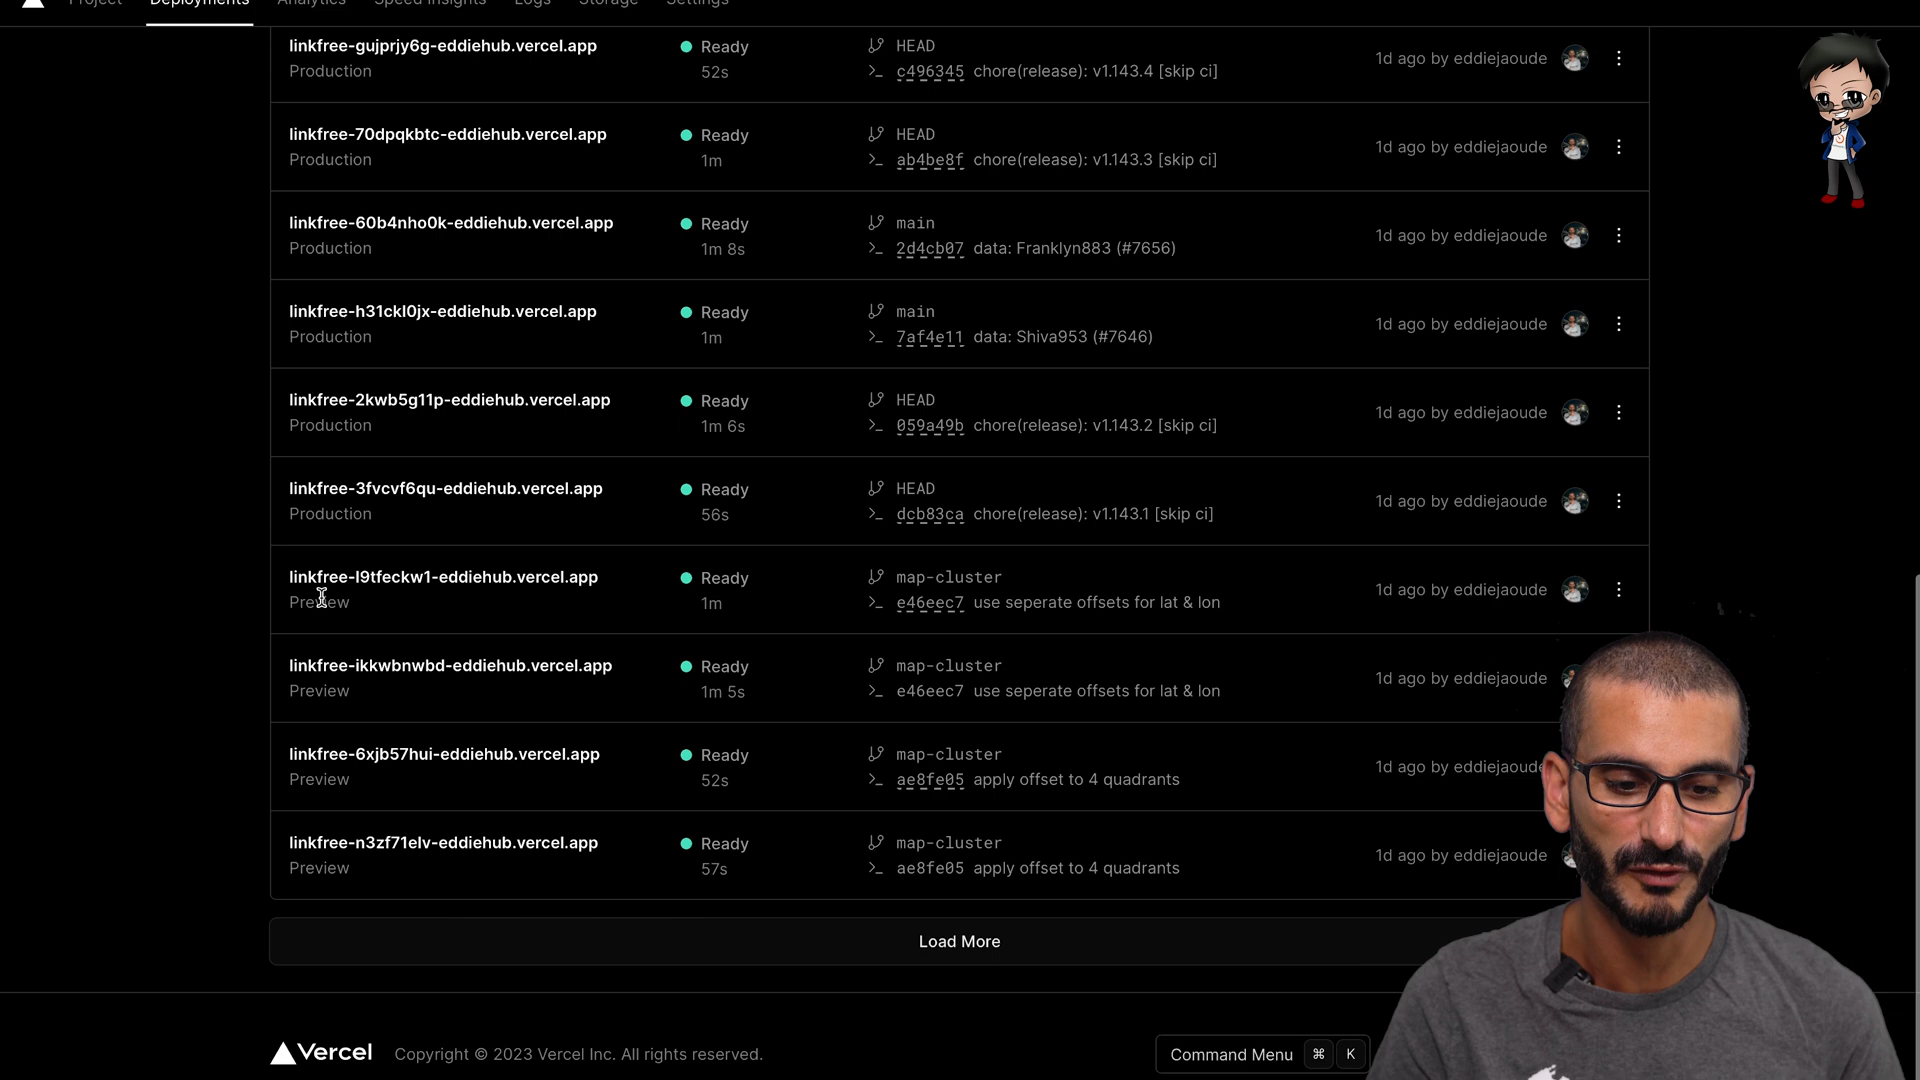 Project Deployments Analytics Speed Insights Logs Storage Settings
linkfree-gujprjy6g-eddiehub.vercel.app Ready HEAD
Production 52s c496345 chore(release): v1.143.4 [skip ci] 1d ago by eddiejaoude
linkfree-70dpqkbtc-eddiehub.vercel.app Ready HEAD
Production 1m ab4be8f chore(release): v1.143.3 [skip ci] 1d ago by eddiejaoude
linkfree-60b4nho0k-eddiehub.vercel.app Ready main
Production 1m 8s 2d4cb07 data: Franklyn883 (#7656) 1d ago by eddiejaoude
linkfree-h31ckl0jx-eddiehub.vercel.app Ready main
Production 1m 7af4e11 data: Shiva953 (#7646) 1d ago by eddiejaoude
linkfree-2kwb5g11p-eddiehub.vercel.app Ready HEAD
Production 1m 6s 059a49b chore(release): v1.143.2 [skip ci] 1d ago by eddiejaoude
linkfree-3fvcvf6qu-eddiehub.vercel.app Ready HEAD
Production 56s dcb83ca chore(release): v1.143.1 [skip ci] 1d ago by eddiejaoude
linkfree-l9tfeckw1-eddiehub.vercel.app Ready map-cluster
Preview 1m e46eec7 use seperate offsets for lat & lon 1d ago by eddiejaoude
linkfree-ikkwbnwbd-eddiehub.vercel.app Ready map-cluster
Preview 1m 5s e46eec7 use seperate offsets for lat & lon 1d ago by eddiejaoude
linkfree-6xjb57hui-eddiehub.vercel.app Ready map-cluster
Preview 52s ae8fe05 apply offset to 4 quadrants 1d ago by eddiejaoude
linkfree-n3zf71elv-eddiehub.vercel.app Ready map-cluster
Preview 57s ae8fe05 apply offset to 4 quadrants 1d ago by eddiejaoude
Load More
Vercel Copyright © 2023 Vercel Inc. All rights reserved. Command Menu ⌘ K